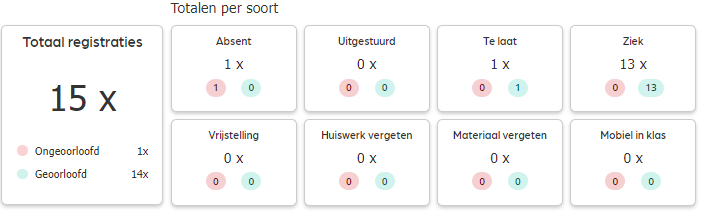 Totalen per soort
Totaal registraties
15 x
Ongeoorloofd 1x
Geoorloofd 14x
Absent
1 x
1 0
Uitgestuurd
0 x
0 0
Te laat
1 x
0 1
Ziek
13 x
0 13
Vrijstelling
0 x
0 0
Huiswerk vergeten
0 x
0 0
Materiaal vergeten
0 x
0 0
Mobiel in klas
0 x
0 0